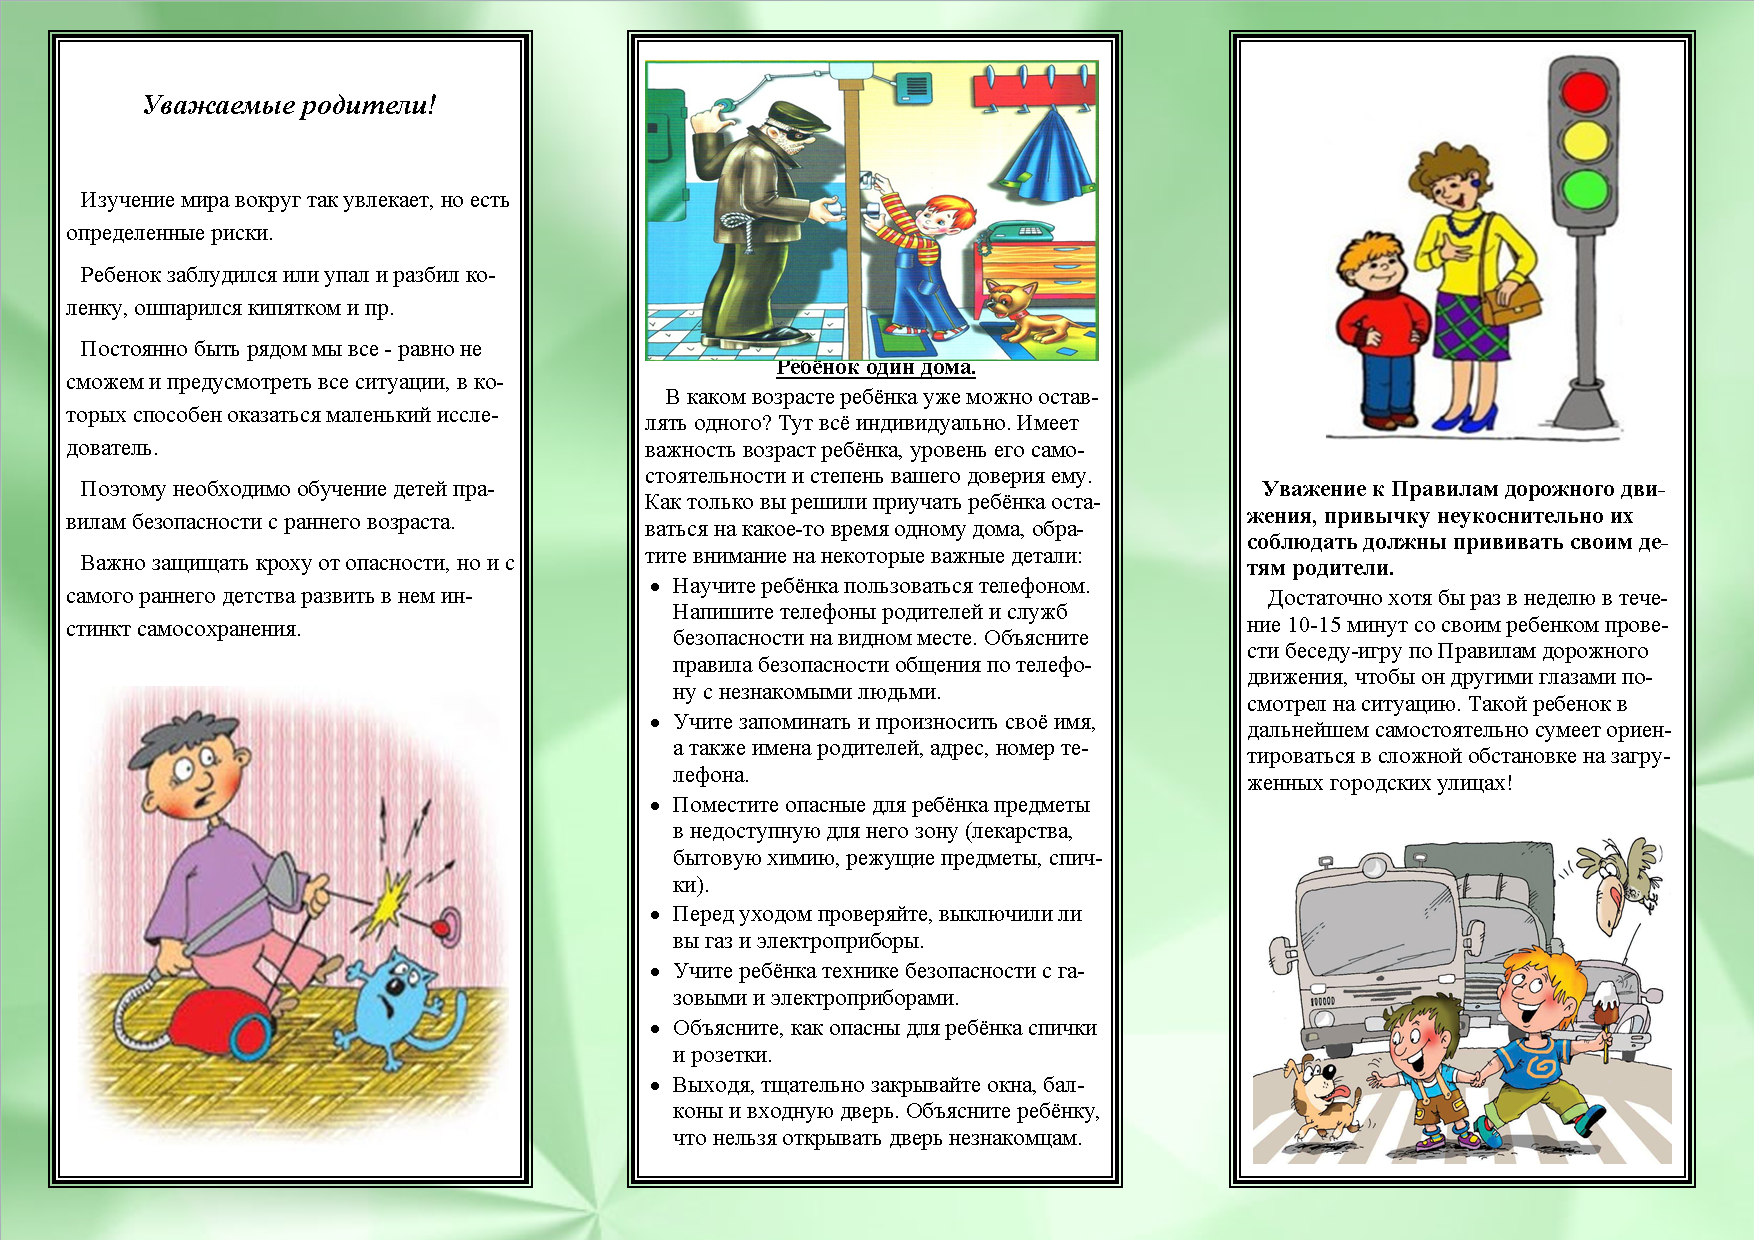 Уважаемые родители!
Изучение мира вокруг так увлекает, но есть
определенные риски.
Ребенок заблудился или упал и разбил ко-
ленку, ошпарился кипятком и пр.
Постоянно быть рядом мы все - равно не
сможем и предусмотреть все ситуации, в ко-
торых способен оказаться маленький иссле-
дователь.
Поэтому необходимо обучение детей пра-
вилам безопасности с раннего возраста.
Важно защищать кроху от опасности, но и с
самого раннего детства развить в нем ин-
стинкт самосохранения.
Ребёнок один дома.
В каком возрасте ребёнка уже можно остав-
лять одного? Тут всё индивидуально. Имеет
важность возраст ребёнка, уровень его само-
стоятельности и степень вашего доверия ему.
Как только вы решили приучать ребёнка оста-
ваться на какое-то время одному дома, обра-
тите внимание на некоторые важные детали:
• Научите ребёнка пользоваться телефоном.
Напишите телефоны родителей и служб
безопасности на видном месте. Объясните
правила безопасности общения по телефо-
ну с незнакомыми людьми.
• Учите запоминать и произносить своё имя,
а также имена родителей, адрес, номер те-
лефона.
• Поместите опасные для ребёнка предметы
в недоступную для него зону (лекарства,
бытовую химию, режущие предметы, спич-
ки).
• Перед уходом проверяйте, выключили ли
вы газ и электроприборы.
• Учите ребёнка технике безопасности с га-
зовыми и электроприборами.
• Объясните, как опасны для ребёнка спички
и розетки.
• Выходя, тщательно закрывайте окна, бал-
коны и входную дверь. Объясните ребёнку,
что нельзя открывать дверь незнакомцам.
Уважение к Правилам дорожного дви-
жения, привычку неукоснительно их
соблюдать должны прививать своим де-
тям родители.
Достаточно хотя бы раз в неделю в тече-
ние 10-15 минут со своим ребенком прове-
сти беседу-игру по Правилам дорожного
движения, чтобы он другими глазами по-
смотрел на ситуацию. Такой ребенок в
дальнейшем самостоятельно сумеет ориен-
тироваться в сложной обстановке на загру-
женных городских улицах!